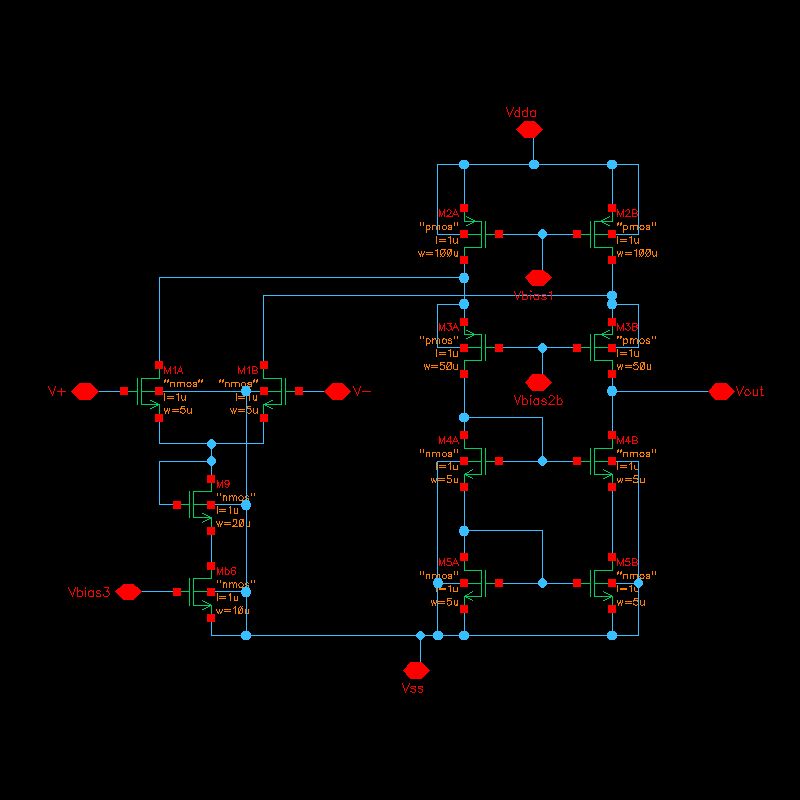 Vdda
M2A
M2B
"pmos"
"pmos"
l=1u
l=1u
w=100u
w=100u
Vbias1
M3A
M3B
"pmos"
"pmos"
l=1u
l=1u
w=50u
w=50u
M1A
M1B
V+
"nmos"
"nmos"
V-
l=1u
l=1u
w=5u
w=5u
Vbias2b
Vout
M4A
M4B
"nmos"
"nmos"
l=1u
l=1u
w=5u
w=5u
M9
"nmos"
l=1u
w=20u
M5A
M5B
"nmos"
"nmos"
l=1u
l=1u
w=5u
w=5u
Mb6
"nmos"
Vbias3
l=1u
w=10u
Vss